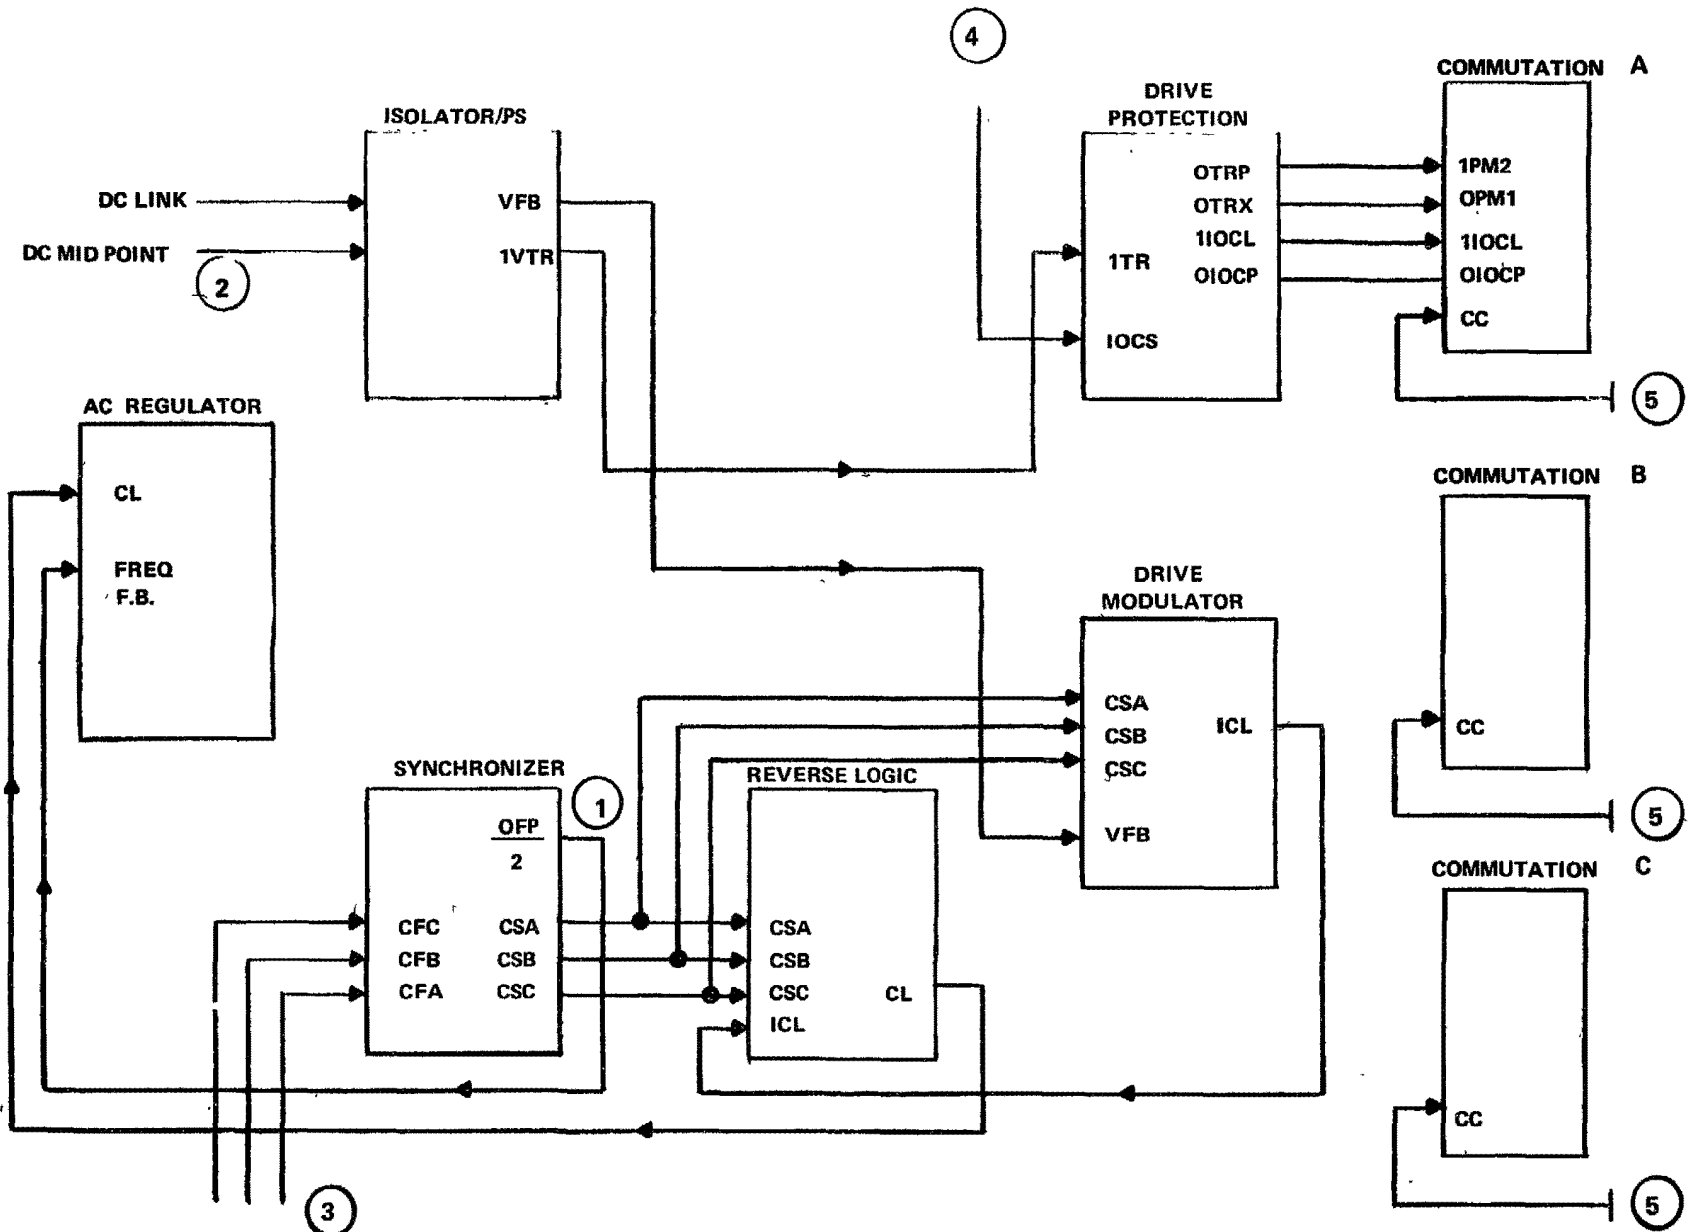 4
COMMUTATION A
DRIVE
PROTECTION
ISOLATOR/PS
OTRP
OTRX
1IOCL
OIOCP
1TR
IOCS
1PM2
OPM1
1IOCL
OIOCP
CC
5
DC LINK
DC MID POINT
2
VFB
1VTR
AC REGULATOR
CL
FREQ
F.B.
COMMUTATION B
CC
5
DRIVE
MODULATOR
CSA
CSB
CSC
VFB
ICL
SYNCHRONIZER
1
OFP
2
CFC
CFB
CFA
CSA
CSB
CSC
REVERSE LOGIC
CSA
CSB
CSC
ICL
CL
COMMUTATION C
CC
5
3